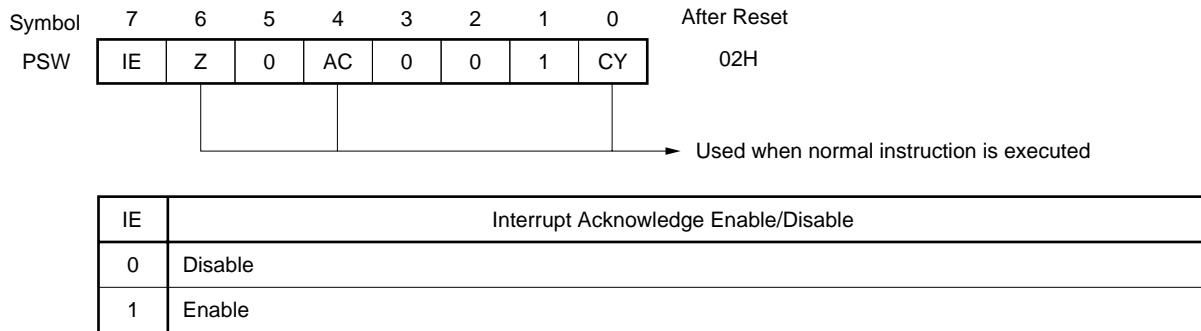 Symbol 7 6 5 4 3 2 1 0 After Reset
PSW IE Z 0 AC 0 0 1 CY 02H
Used when normal instruction is executed
IE Interrupt Acknowledge Enable/Disable
0 Disable
1 Enable